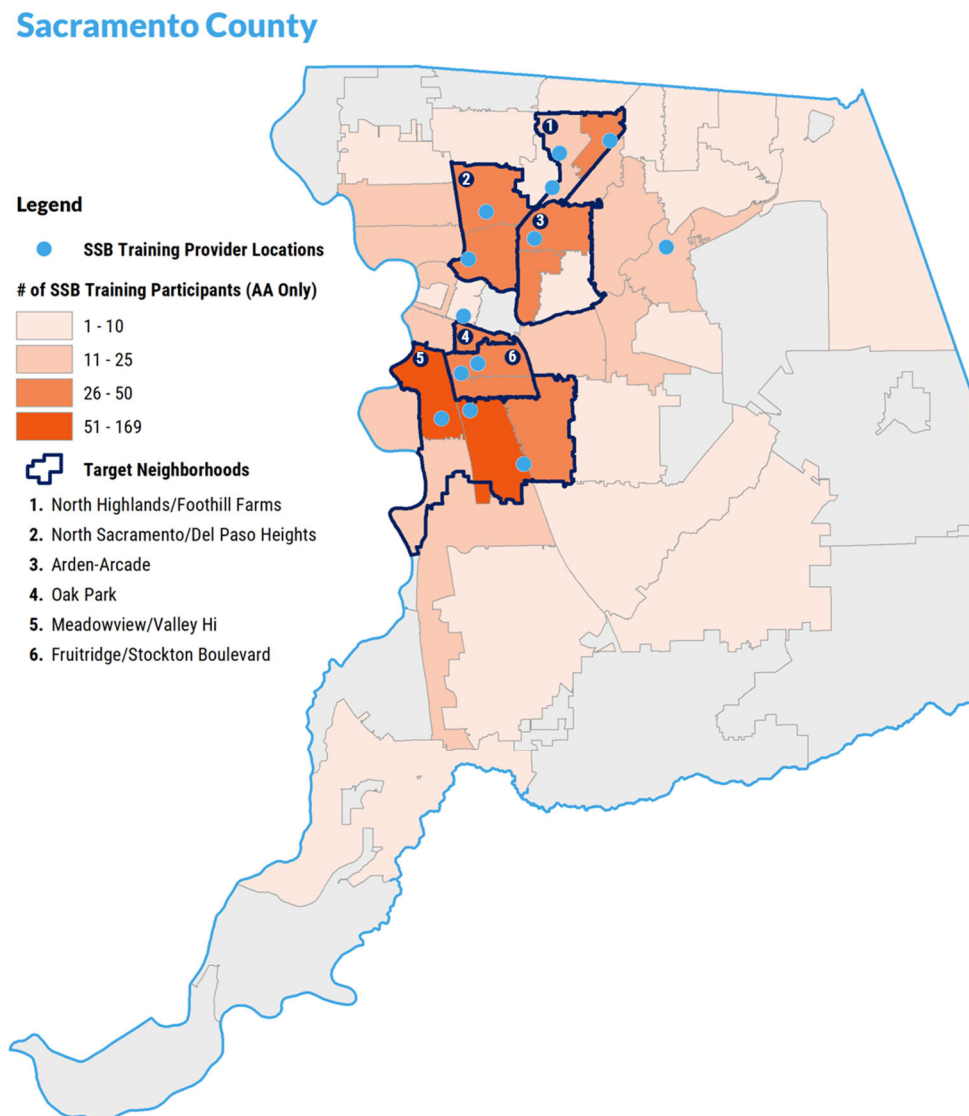 Sacramento County
Legend
SSB Training Provider Locations
# of SSB Training Participants (AA Only)
1 - 10
11 - 25
26 - 50
51 - 169
Target Neighborhoods
1. North Highlands/Foothill Farms
2. North Sacramento/Del Paso Heights
3. Arden-Arcade
4. Oak Park
5. Meadowview/Valley Hi
6. Fruitridge/Stockton Boulevard
1
2
3
4
5
6